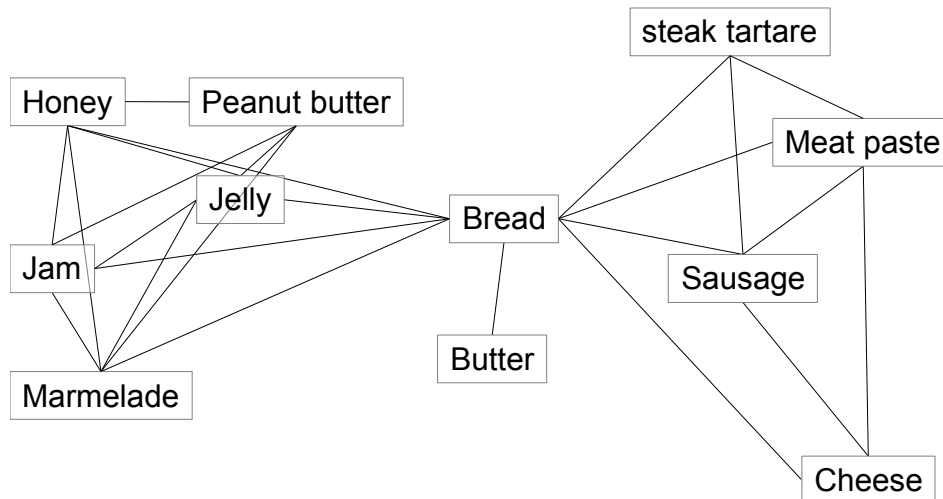 steak tartare
Honey
Peanut butter
Meat paste
Jelly
Bread
Jam
Sausage
Butter
Marmelade
Cheese